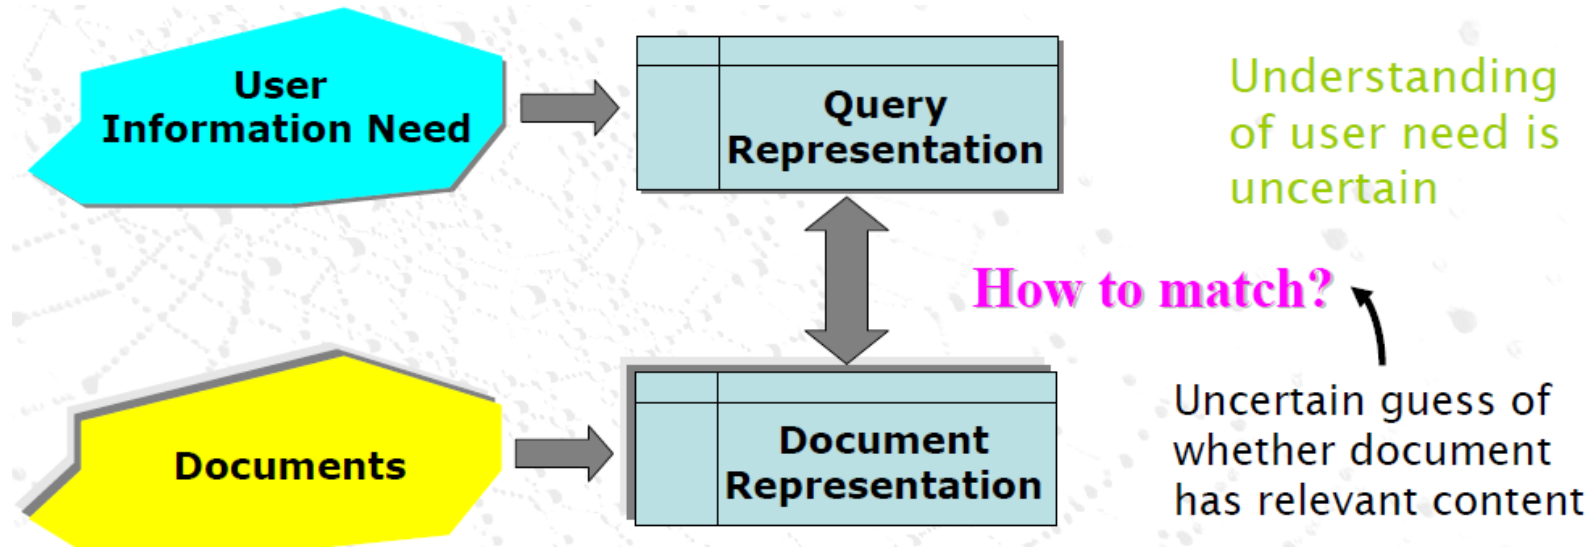 User
Information Need
Query
Representation
Understanding
of user need is
uncertain
How to match?
Documents
Document
Representation
Uncertain guess of
whether document
has relevant content